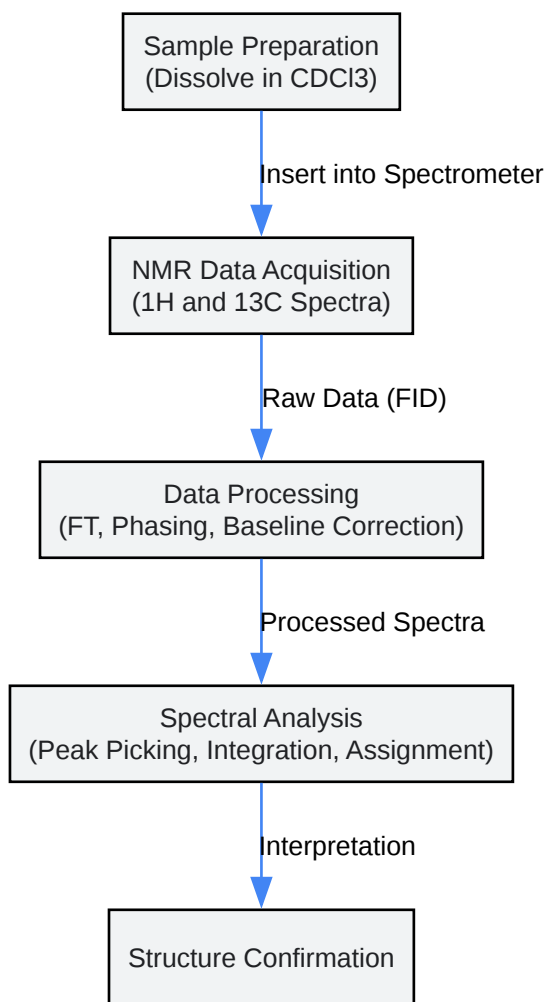 Sample Preparation
(Dissolve in CDCl3)
Insert into Spectrometer
NMR Data Acquisition
(1H and 13C Spectra)
Raw Data (FID)
Data Processing
(FT, Phasing, Baseline Correction)
Processed Spectra
Spectral Analysis
(Peak Picking, Integration, Assignment)
Interpretation
Structure Confirmation